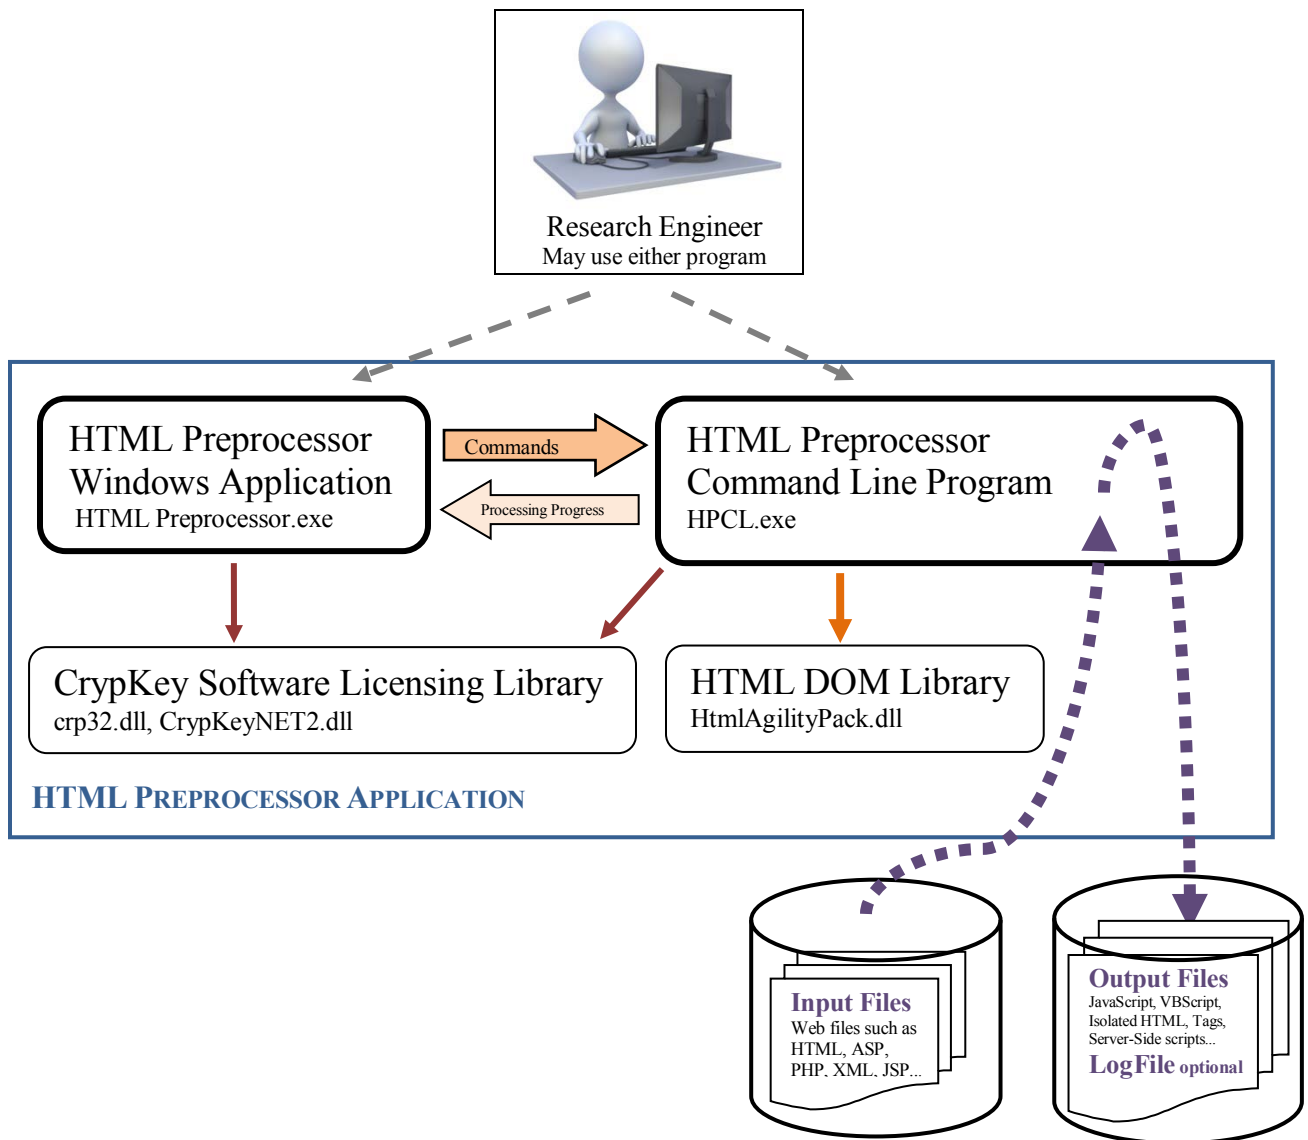 Research Engineer
May use either program
HTML Preprocessor
Windows Application
HTML Preprocessor.exe
Commands
Processing Progress
HTML Preprocessor
Command Line Program
HPCL.exe
CrypKey Software Licensing Library
crp32.dll, CrypKeyNET2.dll
HTML DOM Library
HtmlAgilityPack.dll
HTML PREPROCESSOR APPLICATION
Input Files
Web files such as
HTML, ASP,
PHP, XML, JSP...
Output Files
JavaScript, VBScript,
Isolated HTML, Tags,
Server-Side scripts...
LogFile optional